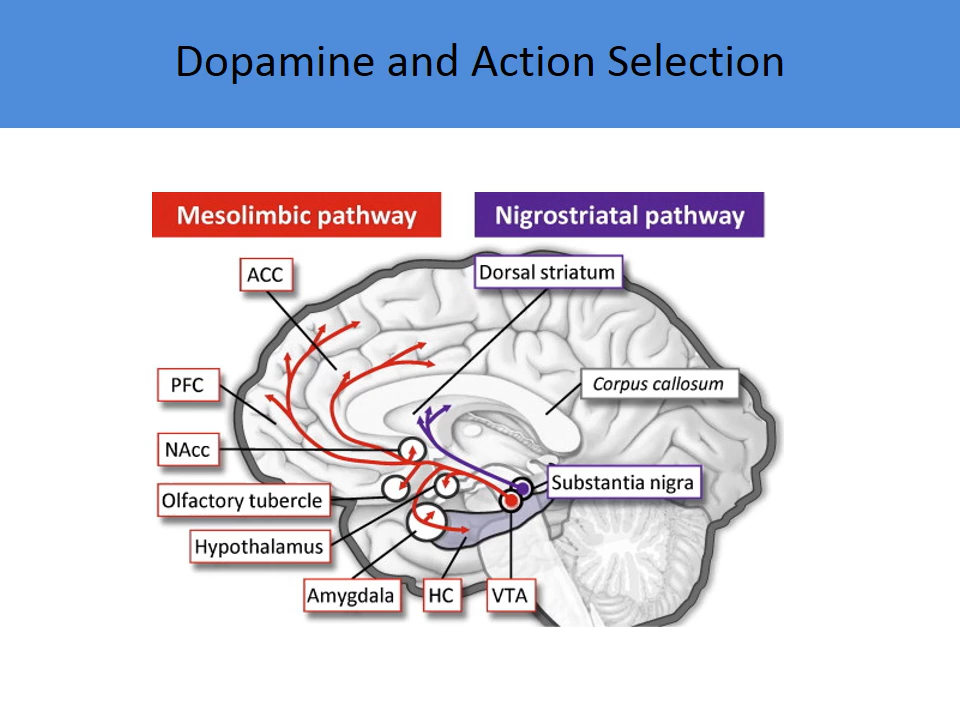 Dopamine and Action Selection
Mesolimbic pathway
Nigrostriatal pathway
ACC
Dorsal striatum
PFC
Corpus callosum
NAcc
Olfactory tubercle
Substantia nigra
Hypothalamus
Amygdala
HC
VTA